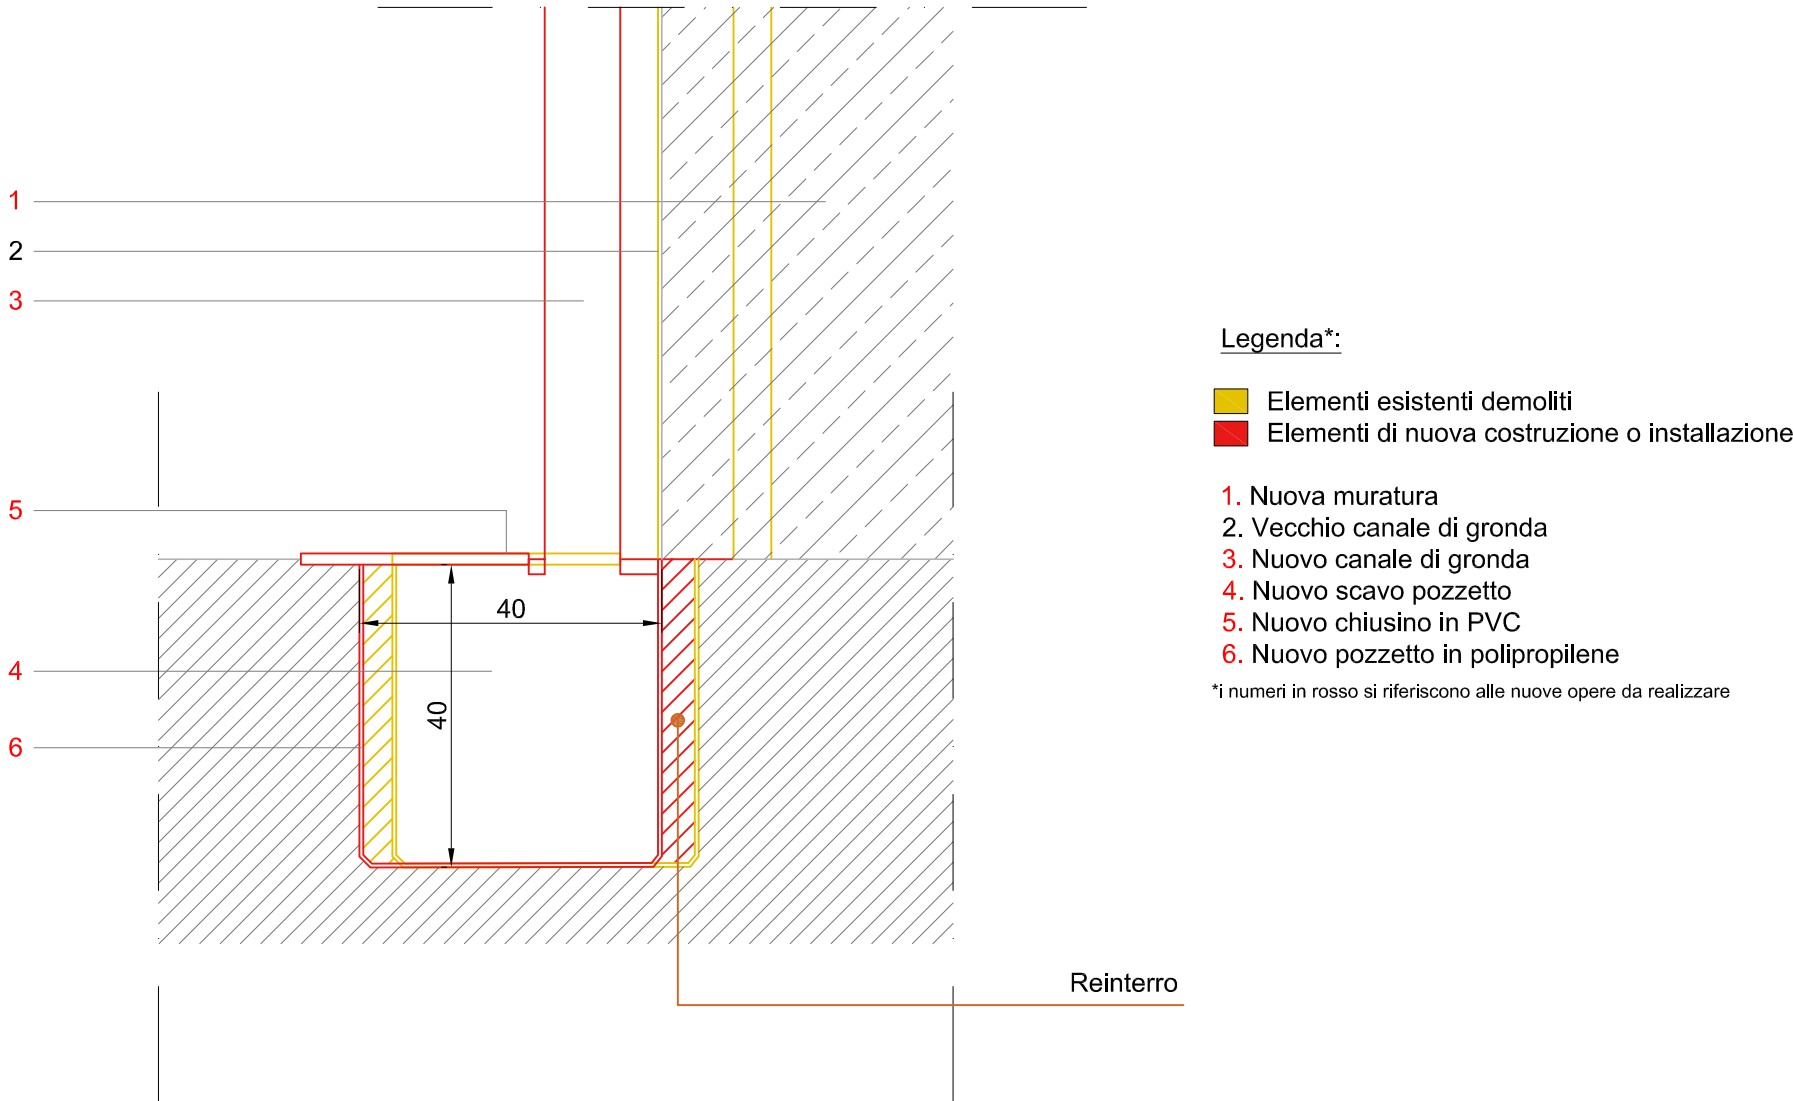 1
2
3
5
4
6
40
40
Reinterro
Legenda*:
Elementi esistenti demoliti
Elementi di nuova costruzione o installazione
1. Nuova muratura
2. Vecchio canale di gronda
3. Nuovo canale di gronda
4. Nuovo scavo pozzetto
5. Nuovo chiusino in PVC
6. Nuovo pozzetto in polipropilene
*i numeri in rosso si riferiscono alle nuove opere da realizzare